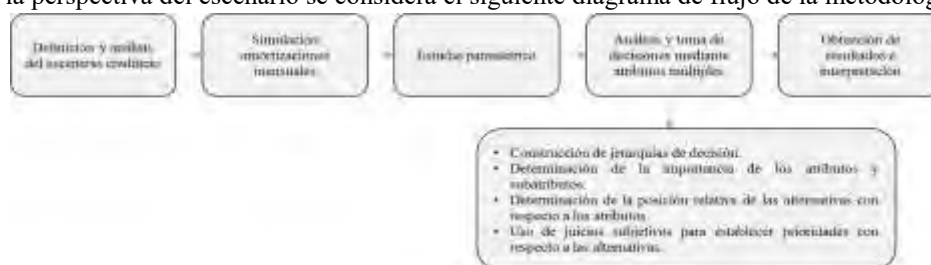 la perspectiva del escenario se considera el siguiente diagrama de flujo de la metodolog
Definición y análisis
del escenario crediticio
Simulación
amortizaciones
mensuales
Estudio paramétrico
Análisis y toma de
decisiones mediante
atributos múltiples
Obtención de
resultados e
interpretación
• Construcción de jerarquías de decisión.
• Determinación de la importancia de los atributos y
subatributos.
• Determinación de la posición relativa de las alternativas con
respecto a los atributos
• Uso de juicios subjetivos para establecer prioridades con
respecto a las alternativas.